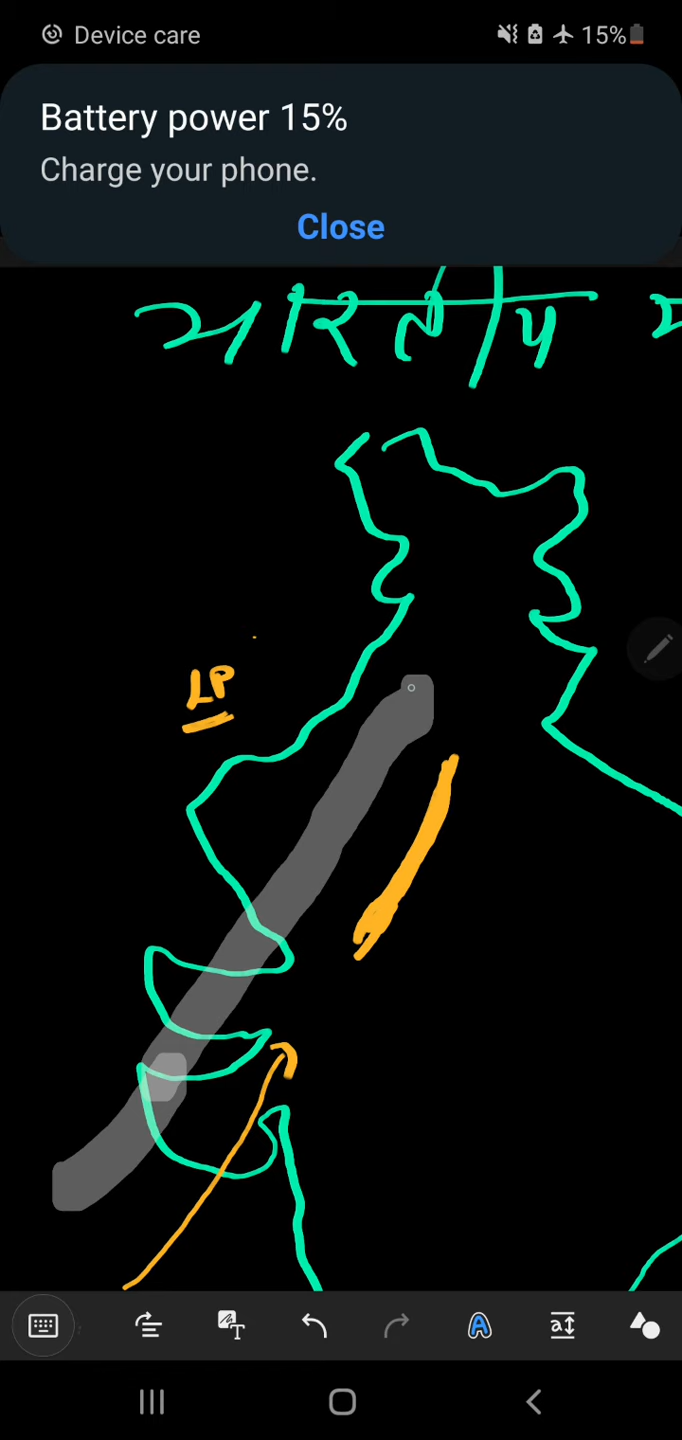 Device care
15%
Battery power 15%
Charge your phone.
Close
भारतीय
LP